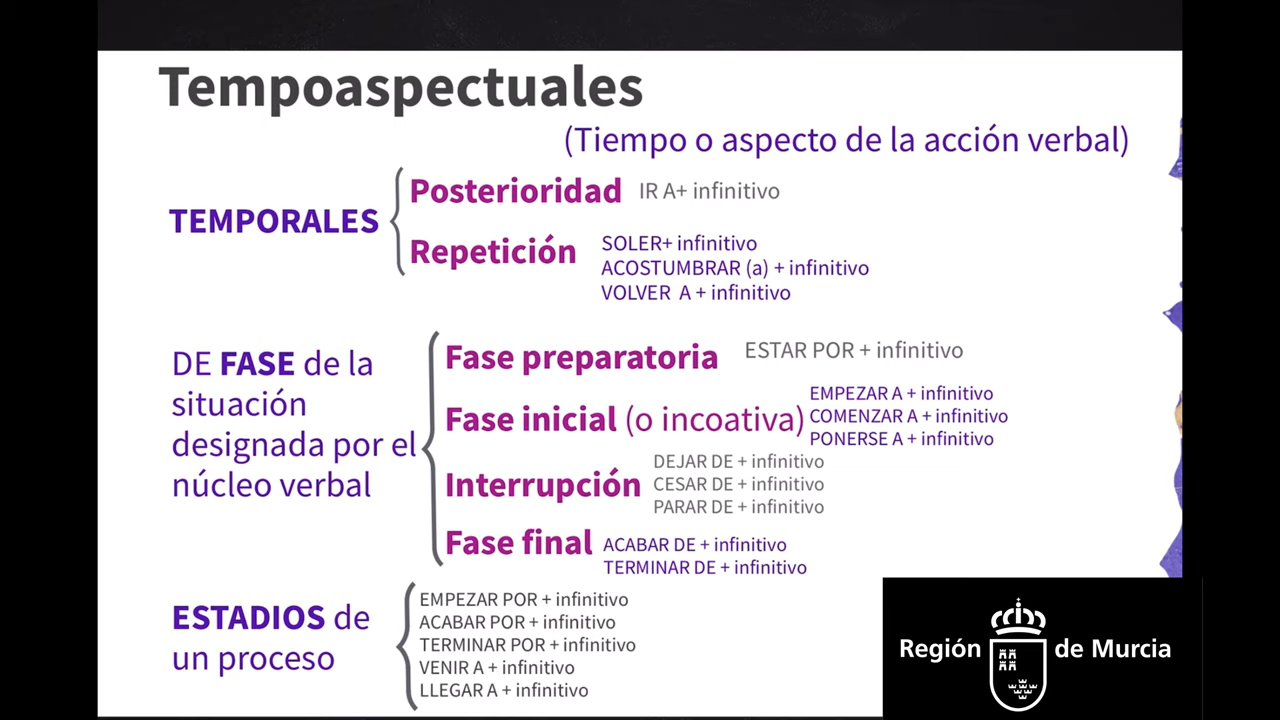 Tempoaspectuales
(Tiempo o aspecto de la acción verbal)
TEMPORALES
Posterioridad IR A+ infinitivo
Repetición
SOLER+ infinitivo
ACOSTUMBRAR (a) + infinitivo
VOLVER A + infinitivo
DE FASE de la
situación
designada por el
núcleo verbal
Fase preparatoria ESTAR POR + infinitivo
Fase inicial (o incoativa)
EMPEZAR A + infinitivo
COMENZAR A + infinitivo
PONERSE A + infinitivo
Interrupción
DEJAR DE + infinitivo
CESAR DE + infinitivo
PARAR DE + infinitivo
Fase final
ACABAR DE + infinitivo
TERMINAR DE + infinitivo
ESTADIOS de
un proceso
EMPEZAR POR + infinitivo
ACABAR POR + infinitivo
TERMINAR POR + infinitivo
VENIR A + infinitivo
LLEGAR A + infinitivo
Región de Murcia